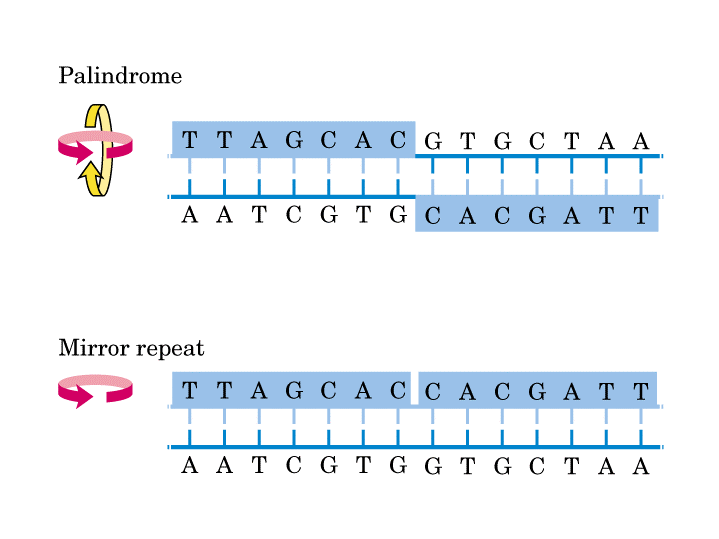 Palindrome
T T A G C A C G T G C T A A
A A T C G T G C A C G A T T
Mirror repeat
T T A G C A C C A C G A T T
A A T C G T G G T G C T A A